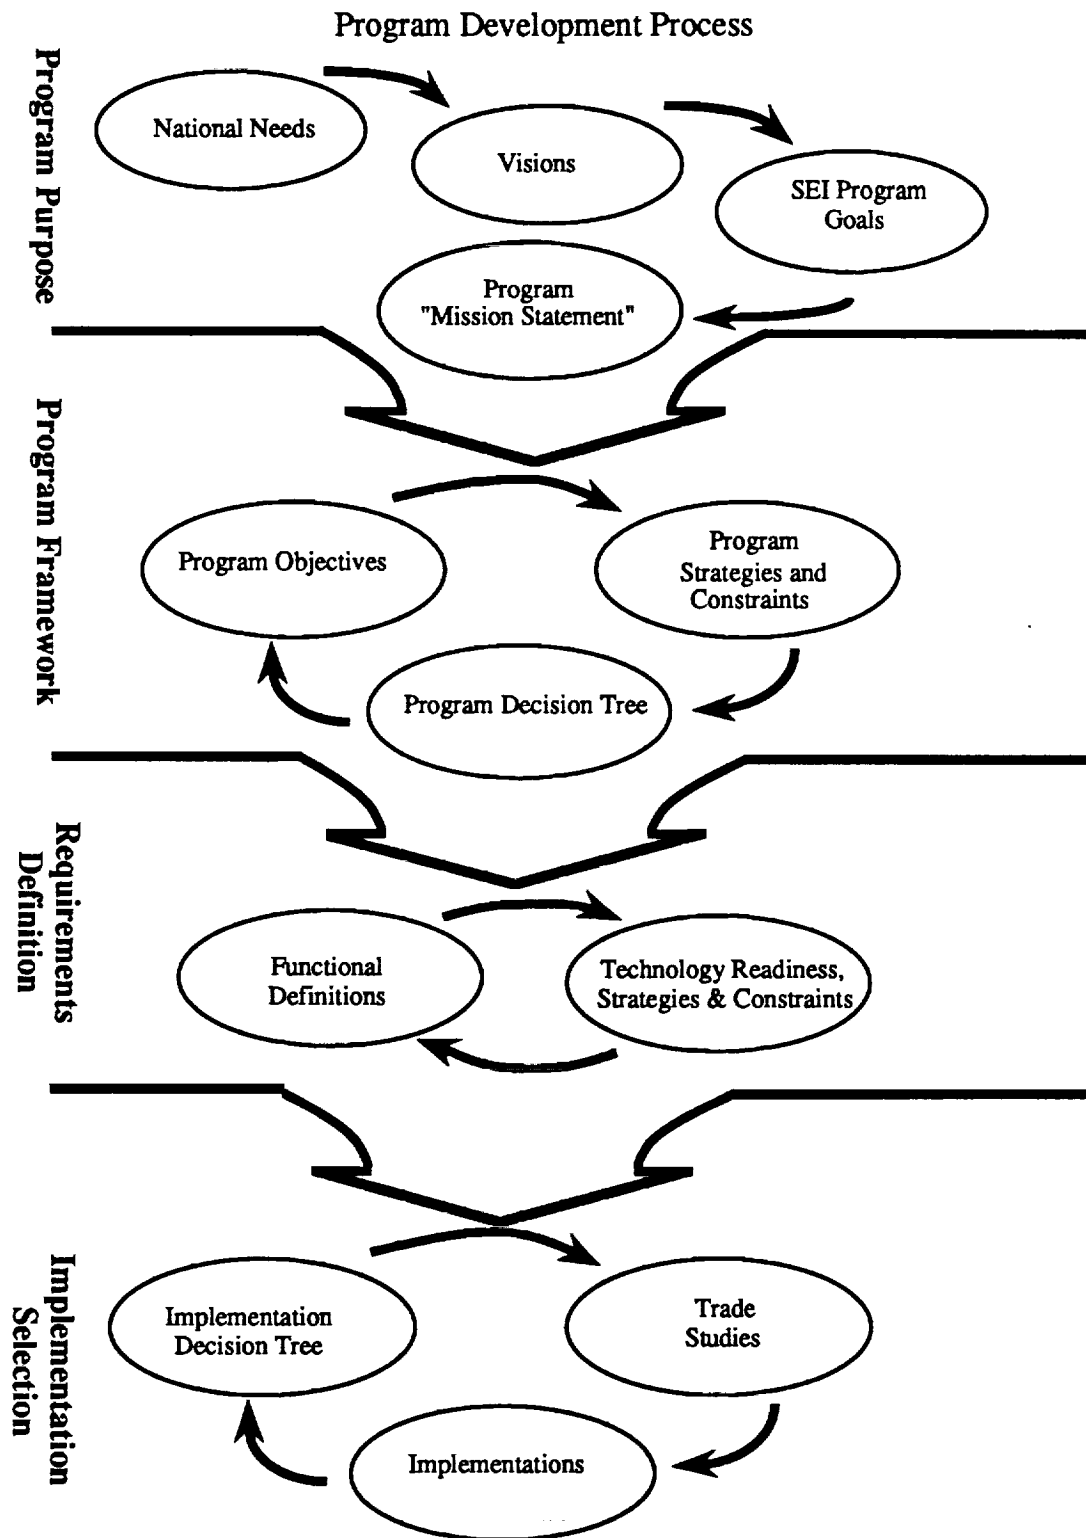 Program Development Process
Program Purpose
National Needs
Visions
SEI Program
Goals
Program
"Mission Statement"
Program Framework
Program Objectives
Program
Strategies and
Constraints
Program Decision Tree
Requirements
Definition
Functional
Definitions
Technology Readiness,
Strategies & Constraints
Implementation
Selection
Implementation
Decision Tree
Trade
Studies
Implementations